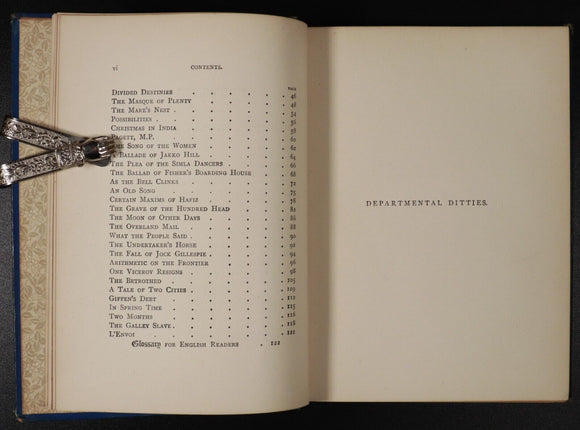 vi CONTENTS.
PAGE
Divided Destinies . . . . . . 46
The Masque of Plenty . . . . . 48
The Mare's Nest . . . . . . 54
Possibilities . . . . . . . 56
Christmas in India . . . . . . 58
Pagett, M.P. . . . . . . 60
Song of the Women . . . . . 62
Ballade of Jakko Hill . . . . . 64
The Plea of the Simla Dancers . . . . 66
The Ballad of Fisher's Boarding House . . 68
As the Bell Clinks . . . . . . 72
An Old Song . . . . . . 75
Certain Maxims of Hafiz . . . . . 78
The Grave of the Hundred Head . . . . 82
The Moon of Other Days . . . . . 86
The Overland Mail . . . . . . 88
What the People Said . . . . . 90
The Undertaker's Horse . . . . . 92
The Fall of Jock Gillespie . . . . . 94
Arithmetic on the Frontier . . . . . 96
One Viceroy Resigns . . . . . 98
The Betrothed . . . . . . 105
A Tale of Two Cities . . . . . 109
Giffen's Debt . . . . . . 112
In Spring Time . . . . . . 115
Two Months . . . . . . 116
The Galley Slave . . . . . . 118
L'Envoi . . . . . . 121
Glossary for English Readers . 122
DEPARTMENTAL DITTIES.